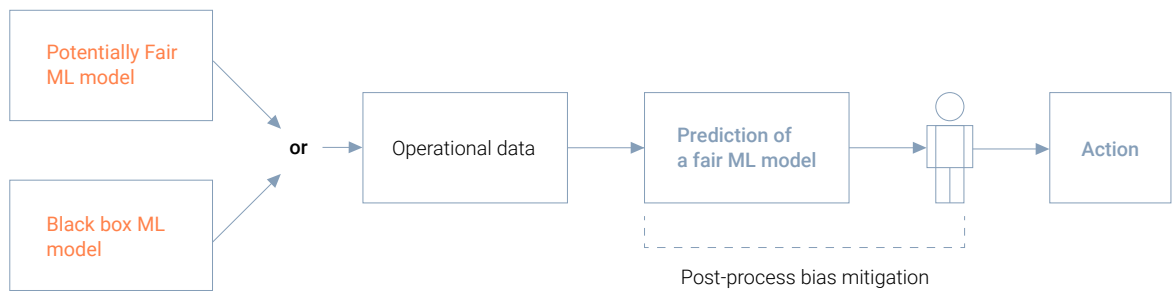 Potentially Fair
ML model
or
Black box ML
model
Operational data
Prediction of
a fair ML model
Action
Post-process bias mitigation